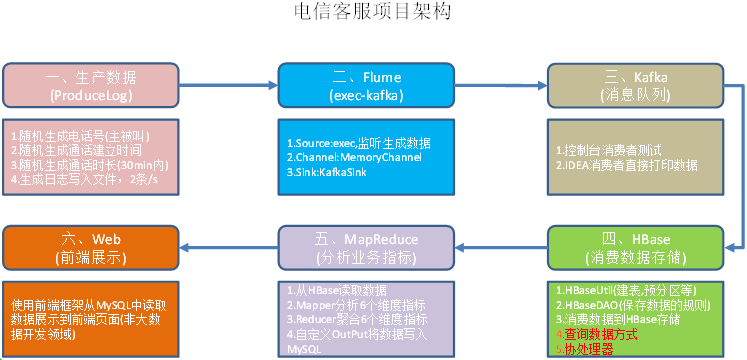 电信客服项目架构
一、生产数据
(ProduceLog)
二、Flume
(exec-kafka)
三、Kafka
(消息队列)
1.随机生成电话号(主被叫)
2.随机生成通话建立时间
3.随机生成通话时长(30min内)
4.生成日志写入文件，2条/s
1.Source:exec,监听生成数据
2.Channel:MemoryChannel
3.Sink:KafkaSink
1.控制台消费者测试
2.IDEA消费者直接打印数据
六、Web
(前端展示)
五、MapReduce
(分析业务指标)
四、HBase
(消费数据存储)
使用前端框架从MySQL中读取
数据展示到前端页面(非大数
据开发领域)
1.从HBase读取数据
2.Mapper分析6个维度指标
3.Reducer聚合6个维度指标
4.自定义OutPut将数据写入
MySQL
1.HBaseUtil(建表,预分区等)
2.HBaseDAO(保存数据的规则)
3.消费数据到HBase存储
4.查询数据方式
5.协处理器